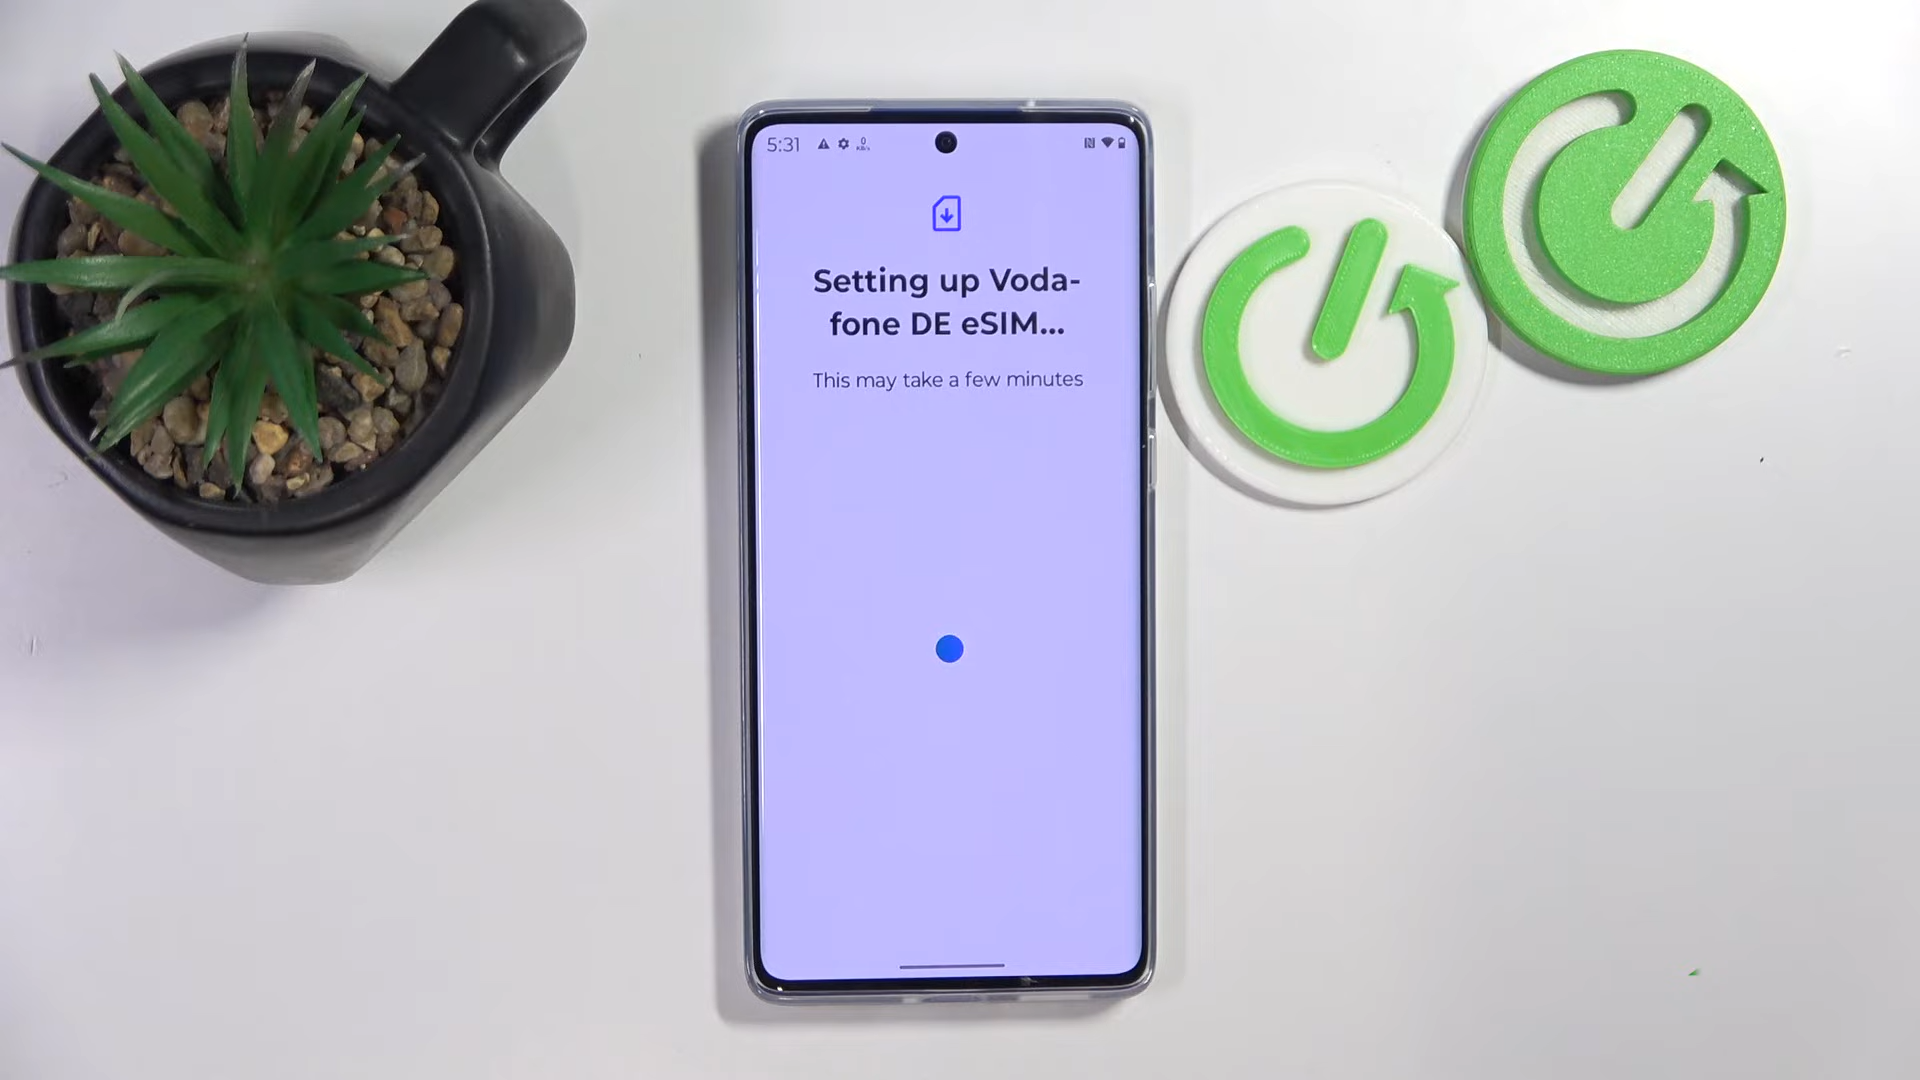 5:31
Setting up Voda-
fone DE eSIM...
This may take a few minutes